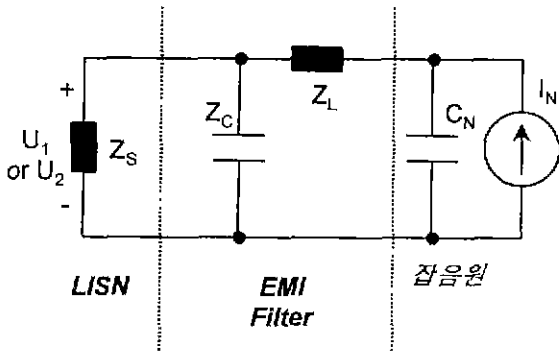 +
U1
or U2
-
ZS
ZC
ZL
CN
IN
LISN
EMI
Filter
잡음원